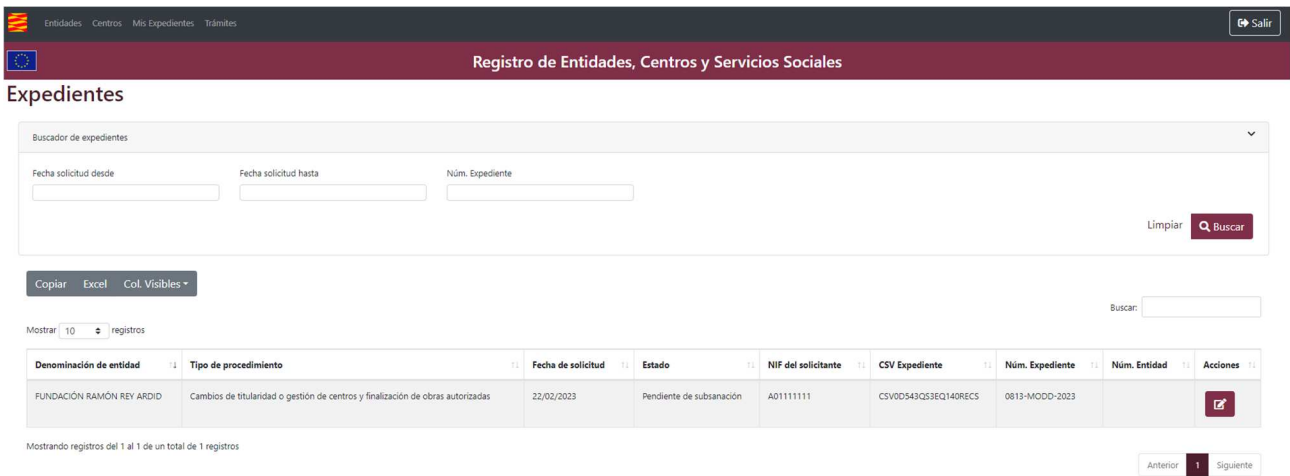 Entidades Centros Mis Expedientes Trámites Salir
Registro de Entidades, Centros y Servicios Sociales
Expedientes
Buscador de expedientes
Fecha solicitud desde Fecha solicitud hasta Núm. Expediente
Limpiar Buscar
Copiar Excel Col. Visibles
Buscar:
Mostrar 10 registros
Denominación de entidad Tipo de procedimiento Fecha de solicitud Estado NIF del solicitante CSV Expediente Núm. Expediente Núm. Entidad Acciones
FUNDACIÓN RAMÓN REY ARDID Cambios de titularidad o gestión de centros y finalización de obras autorizadas 22/02/2023 Pendiente de subsanación A01111111 CSV0D543QS3EQ140RECS 0813-MODD-2023
Mostrando registros del 1 al 1 de un total de 1 registros
Anterior 1 Siguiente